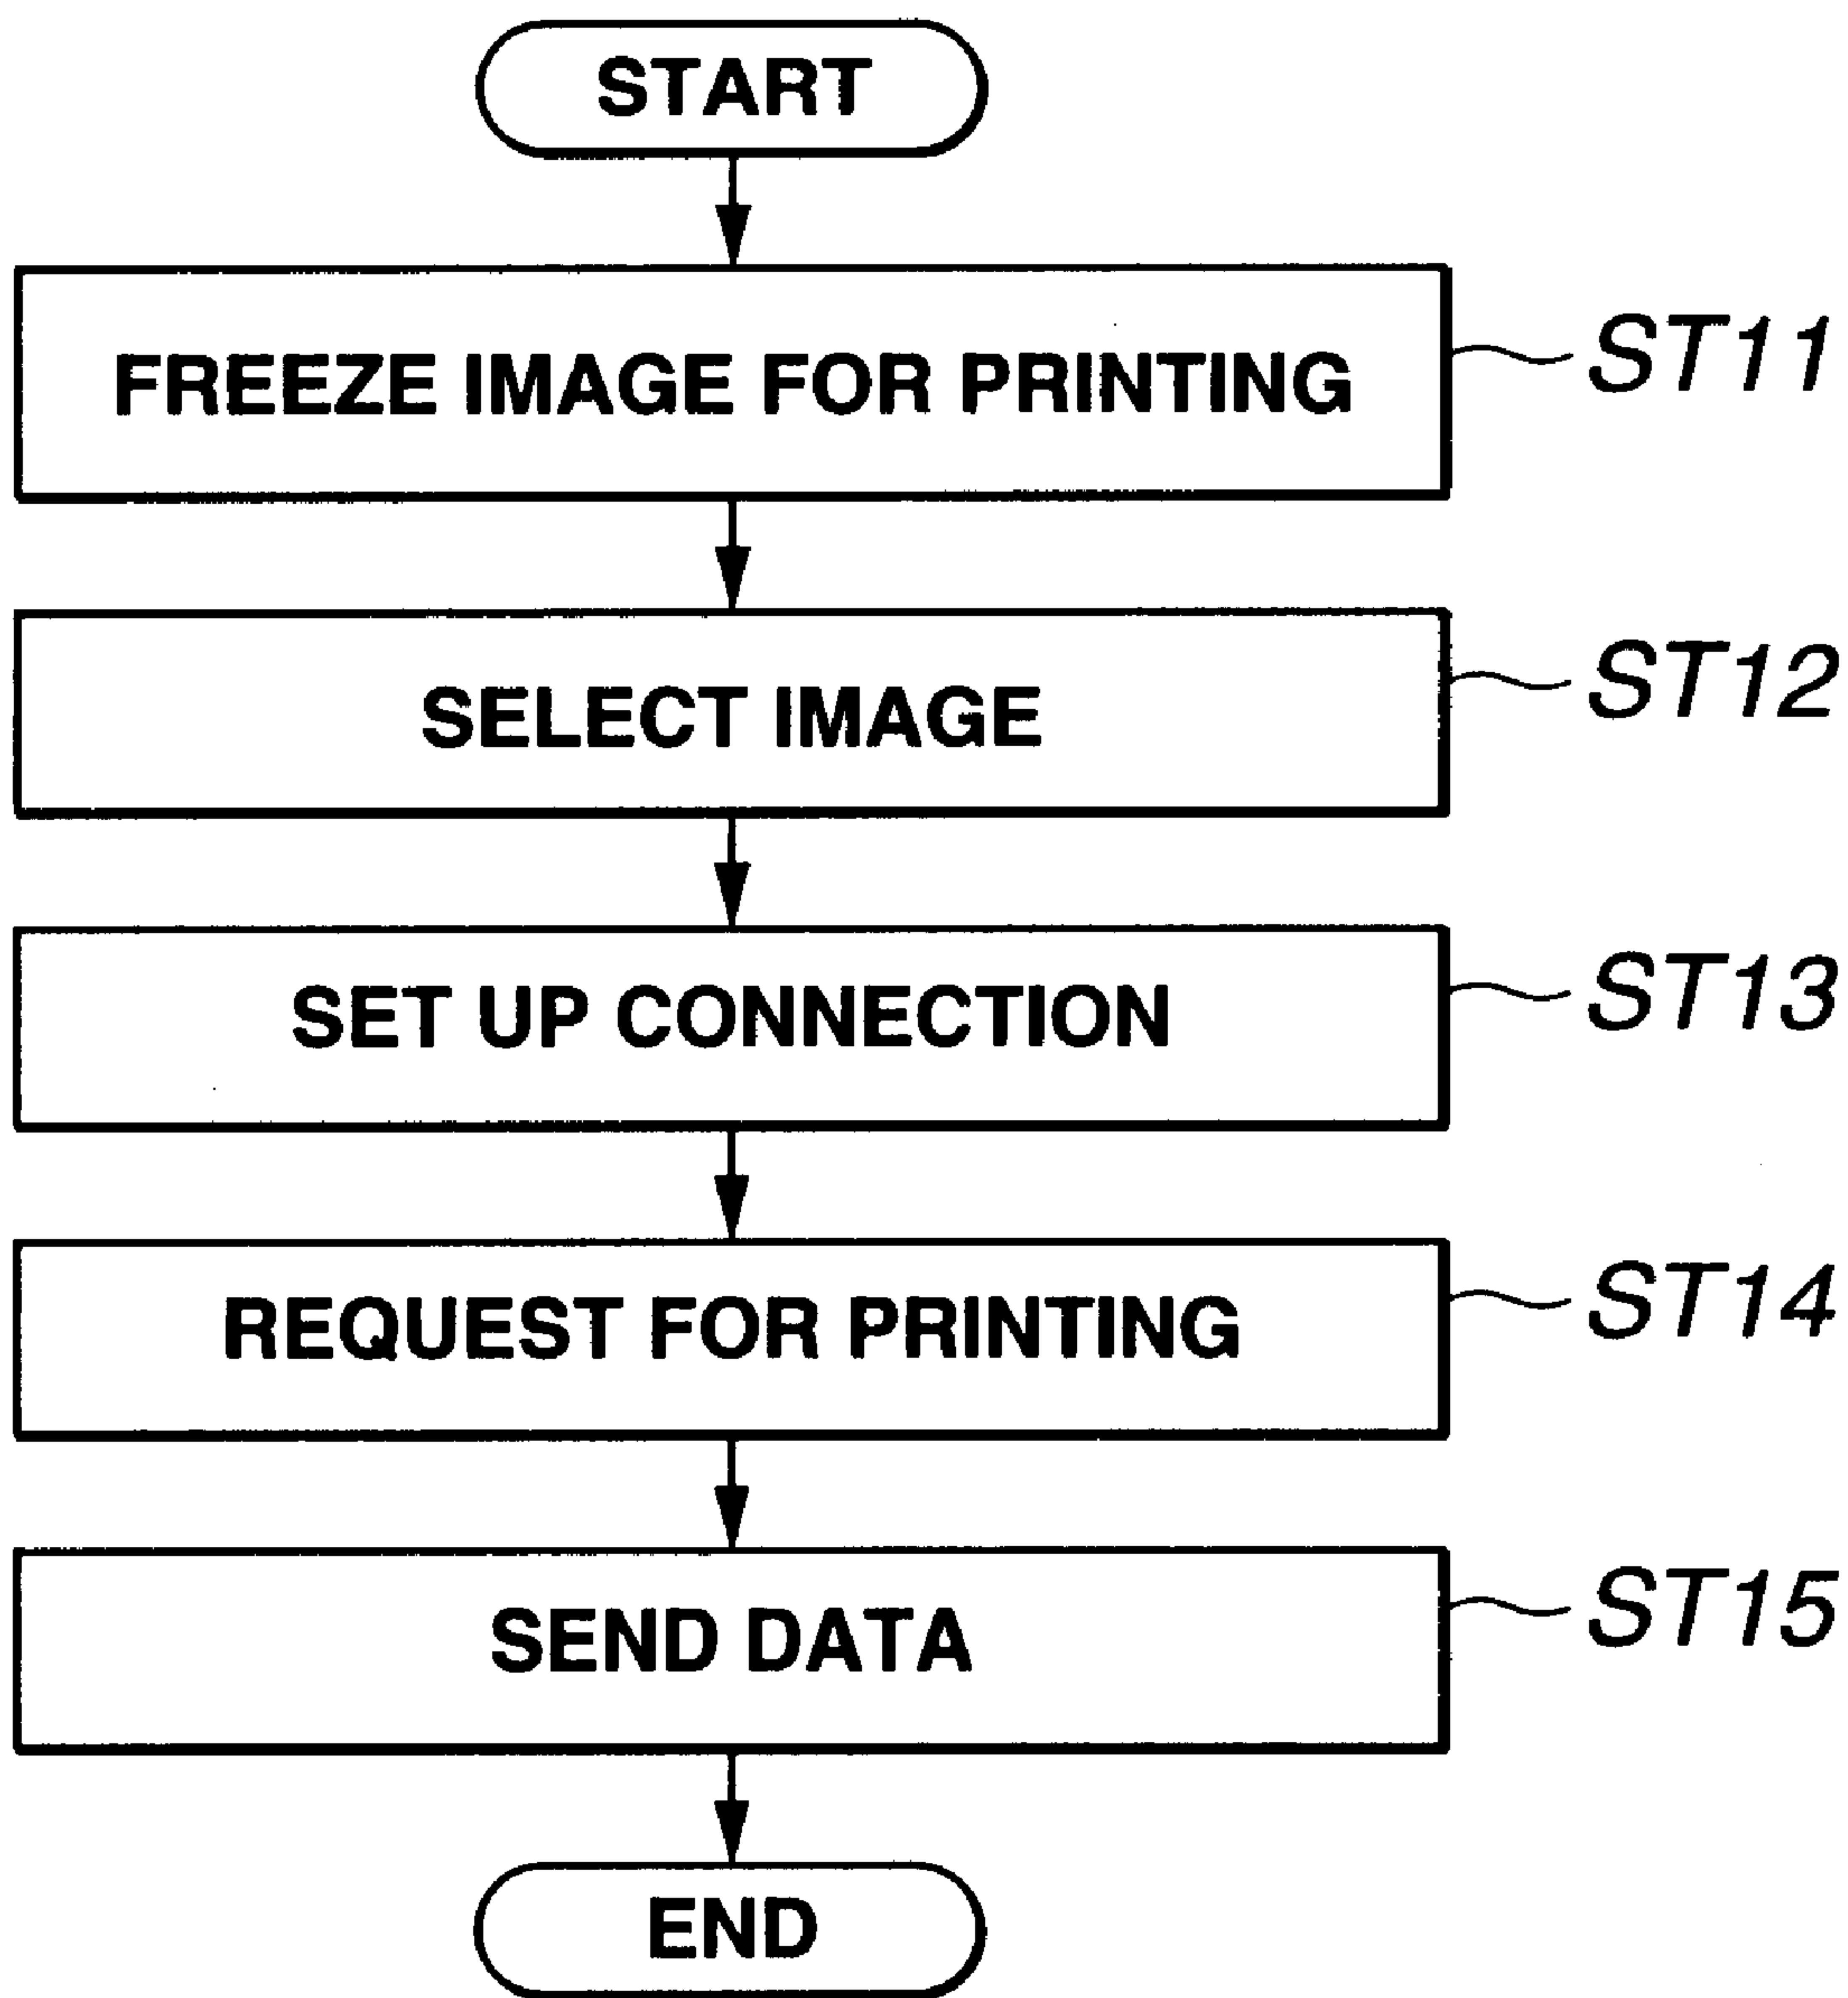 START
FREEZE IMAGE FOR PRINTING
ST11
SELECT IMAGE
ST12
SET UP CONNECTION
ST13
REQUEST FOR PRINTING
ST14
SEND DATA
ST15
END